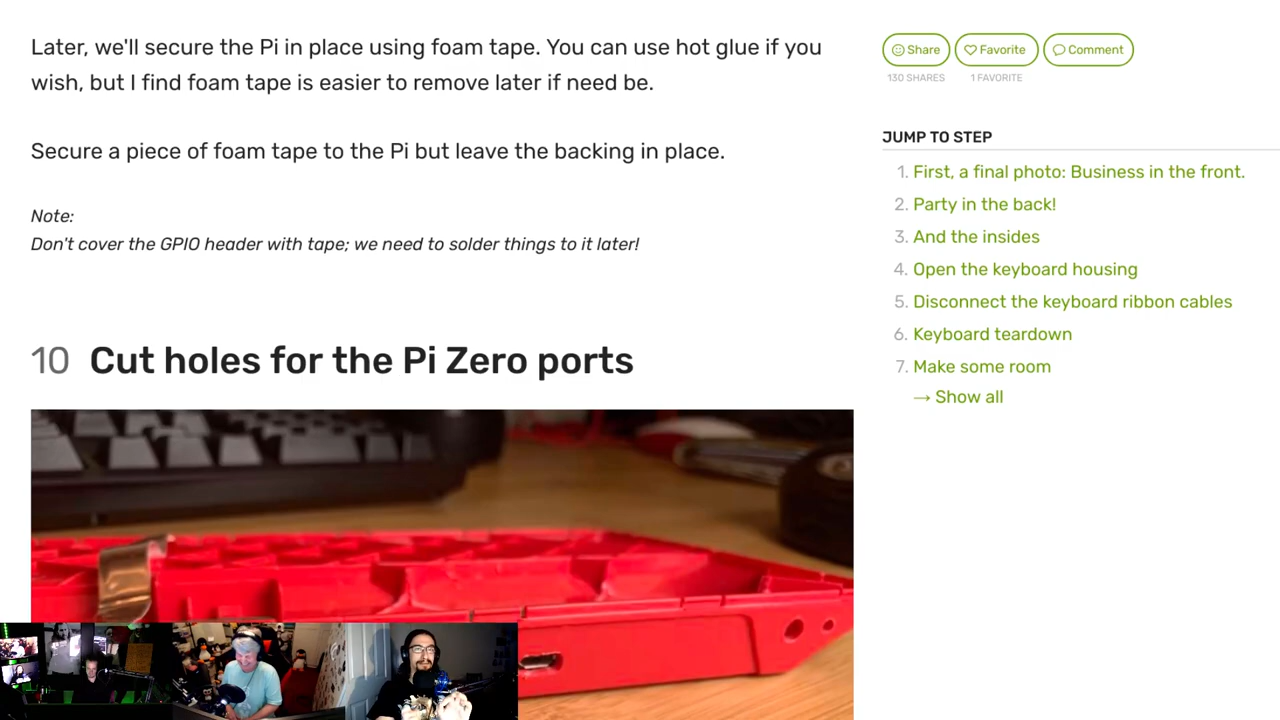 Later, we'll secure the Pi in place using foam tape. You can use hot glue if you
wish, but I find foam tape is easier to remove later if need be.
Secure a piece of foam tape to the Pi but leave the backing in place.
Note:
Don't cover the GPIO header with tape; we need to solder things to it later!
10 Cut holes for the Pi Zero ports
Share Favorite Comment
130 SHARES 1 FAVORITE
JUMP TO STEP
1. First, a final photo: Business in the front.
2. Party in the back!
3. And the insides
4. Open the keyboard housing
5. Disconnect the keyboard ribbon cables
6. Keyboard teardown
7. Make some room
→ Show all